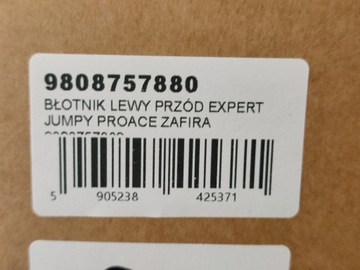 9808757880
BŁOTNIK LEWY PRZÓD EXPERT
JUMPY PROACE ZAFIRA
5 905238 425371